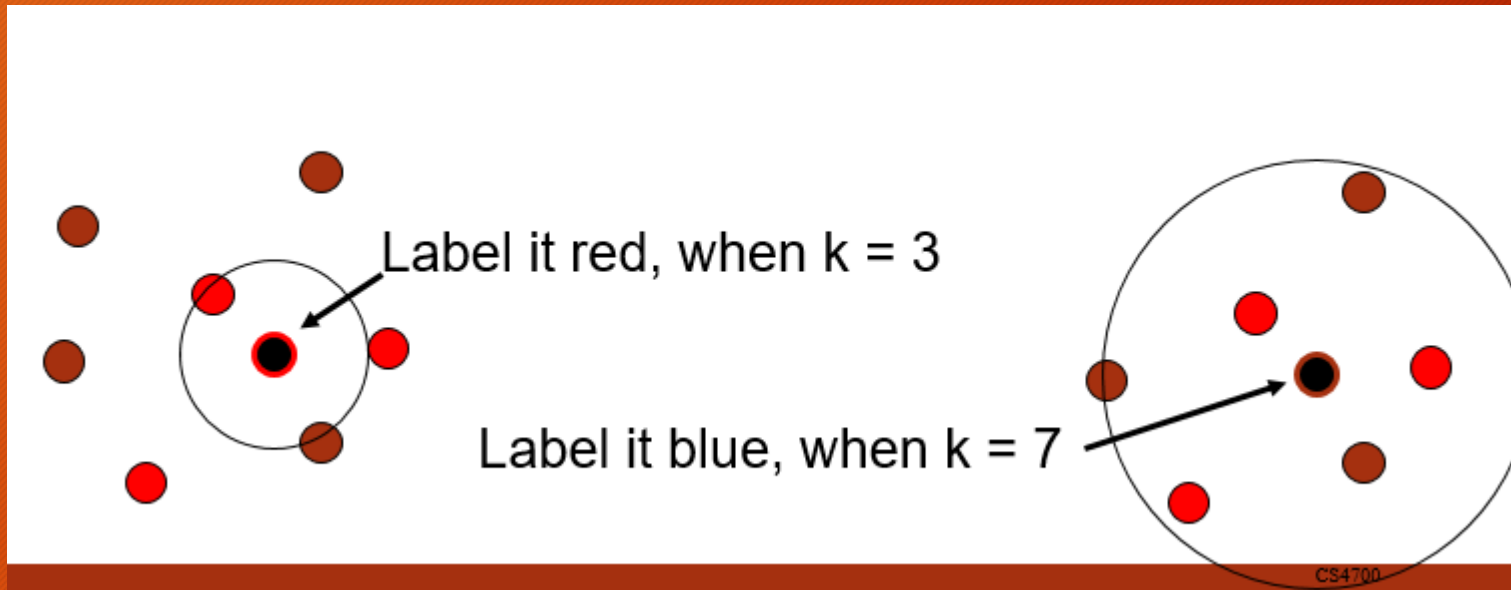 Label it red, when k = 3
Label it blue, when k = 7
CS4700